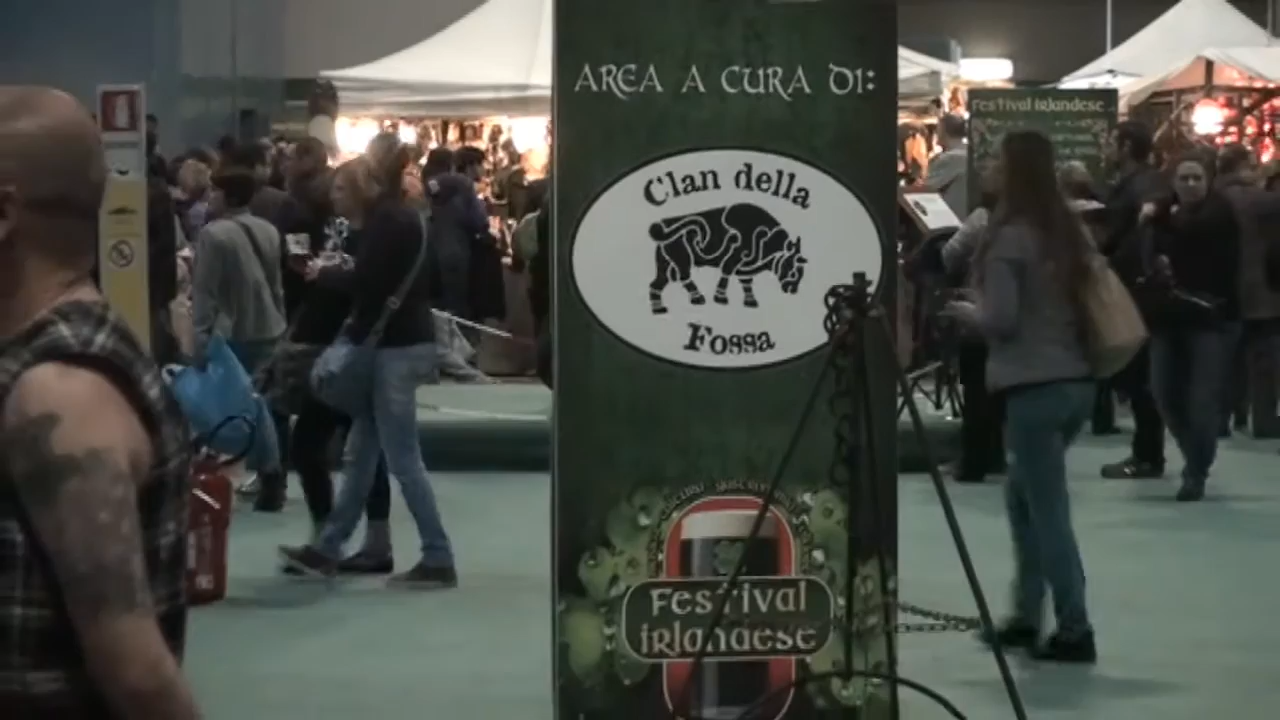 AREA A CURA DI:
Clan della
Fossa
Festival
irlandese
Festival irlandese